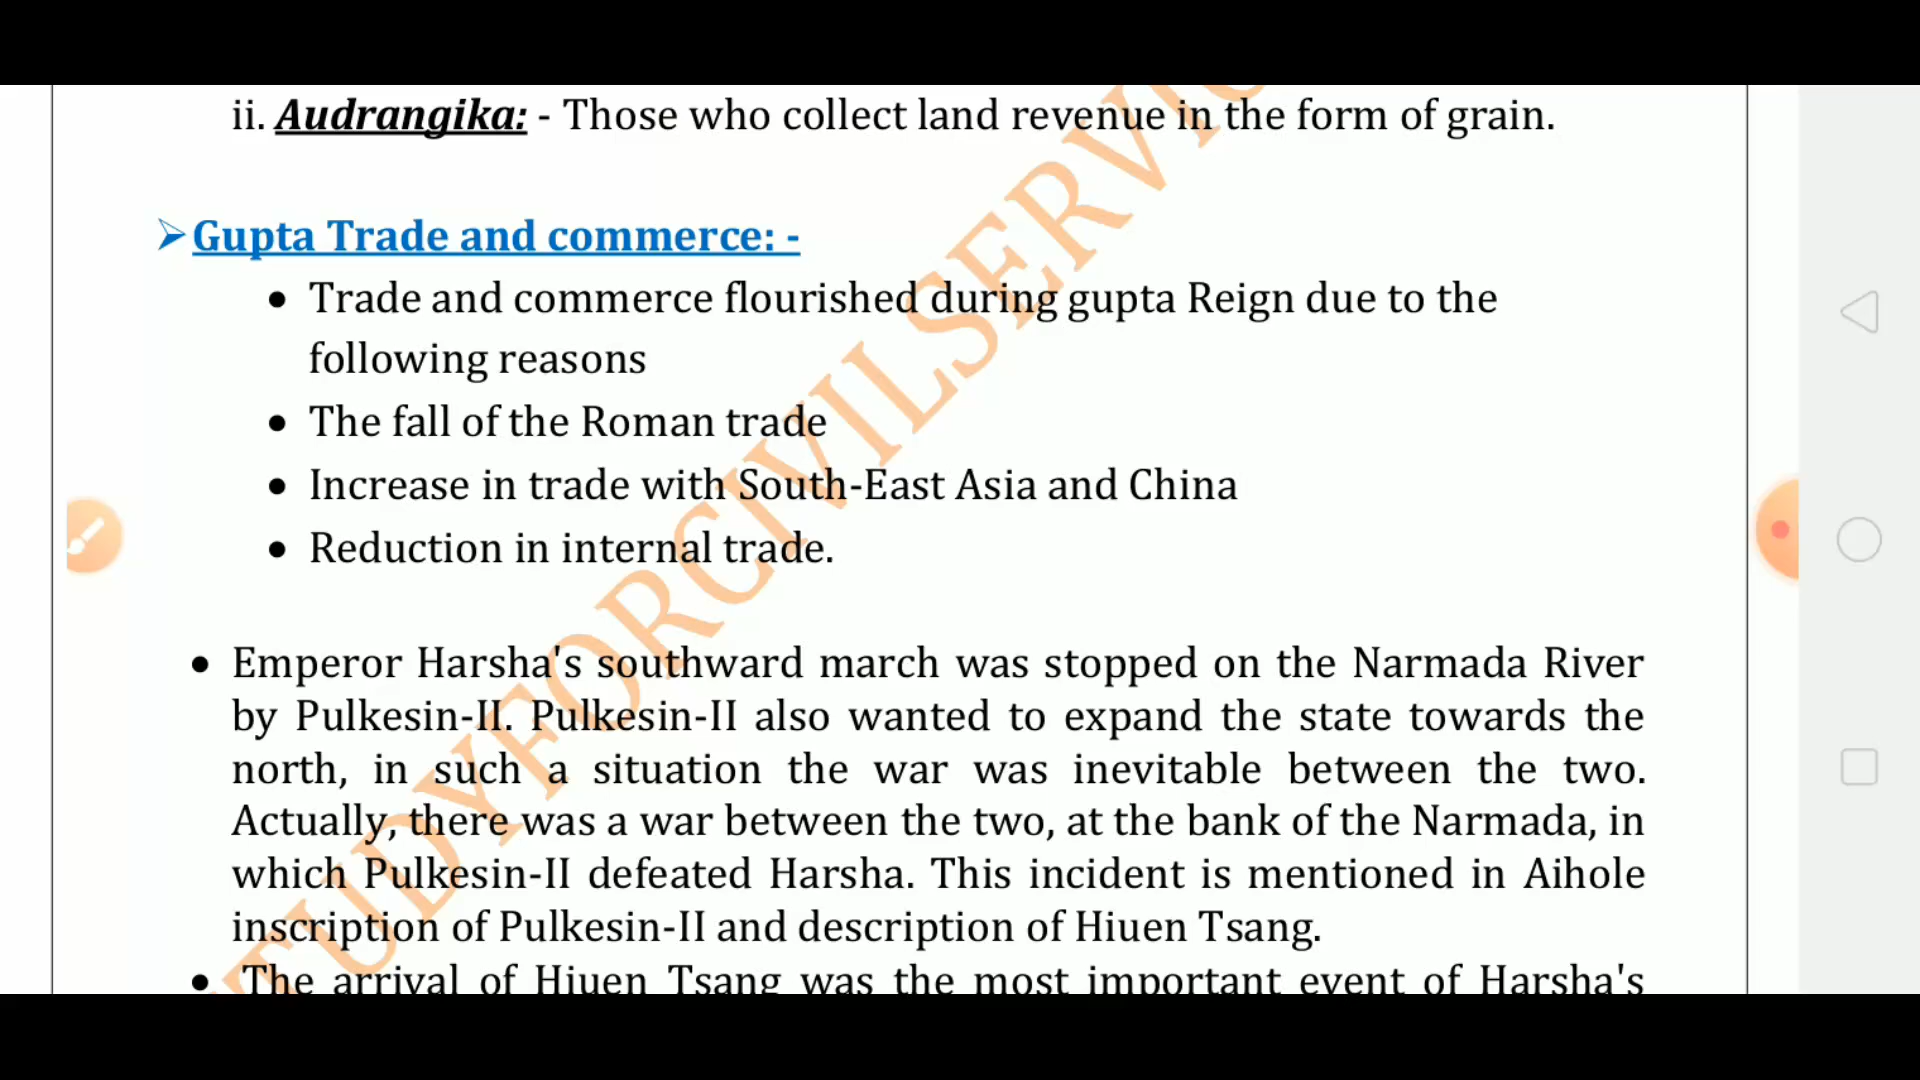 ii. Audrangika: - Those who collect land revenue in the form of grain.
➢Gupta Trade and commerce: -
• Trade and commerce flourished during gupta Reign due to the
following reasons
• The fall of the Roman trade
• Increase in trade with South-East Asia and China
• Reduction in internal trade.
• Emperor Harsha's southward march was stopped on the Narmada River
by Pulkesin-II. Pulkesin-II also wanted to expand the state towards the
north, in such a situation the war was inevitable between the two.
Actually, there was a war between the two, at the bank of the Narmada, in
which Pulkesin-II defeated Harsha. This incident is mentioned in Aihole
inscription of Pulkesin-II and description of Hiuen Tsang.
• The arrival of Hiuen Tsang was the most important event of Harsha's
TUDYFORCIVILSERVIC